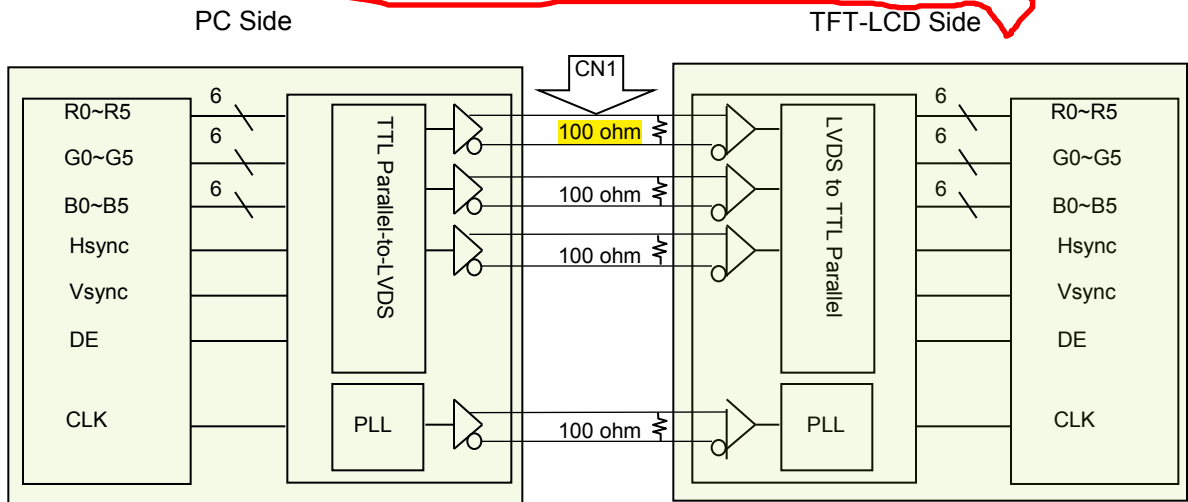 PC Side
TFT-LCD Side
CN1
R0~R5
6
G0~G5
6
B0~B5
6
Hsync
Vsync
DE
CLK
TTL Parallel-to-LVDS
PLL
100 ohm
100 ohm
100 ohm
100 ohm
LVDS to TTL Parallel
PLL
6
R0~R5
6
G0~G5
6
B0~B5
Hsync
Vsync
DE
CLK